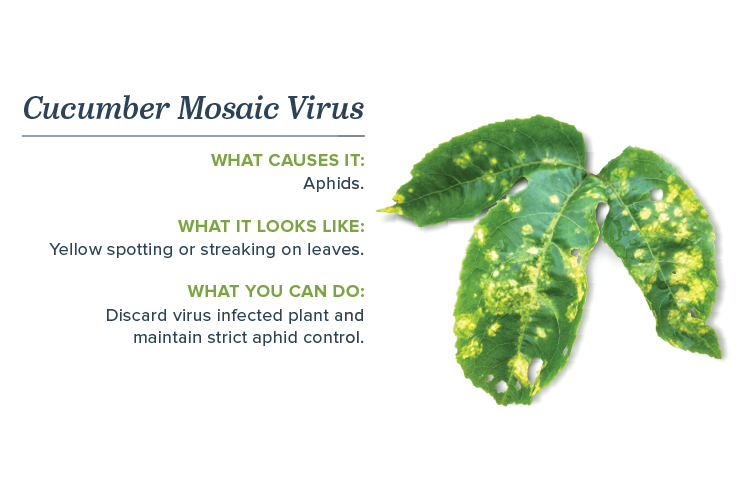 Cucumber Mosaic Virus
WHAT CAUSES IT:
Aphids.
WHAT IT LOOKS LIKE:
Yellow spotting or streaking on leaves.
WHAT YOU CAN DO:
Discard virus infected plant and
maintain strict aphid control.